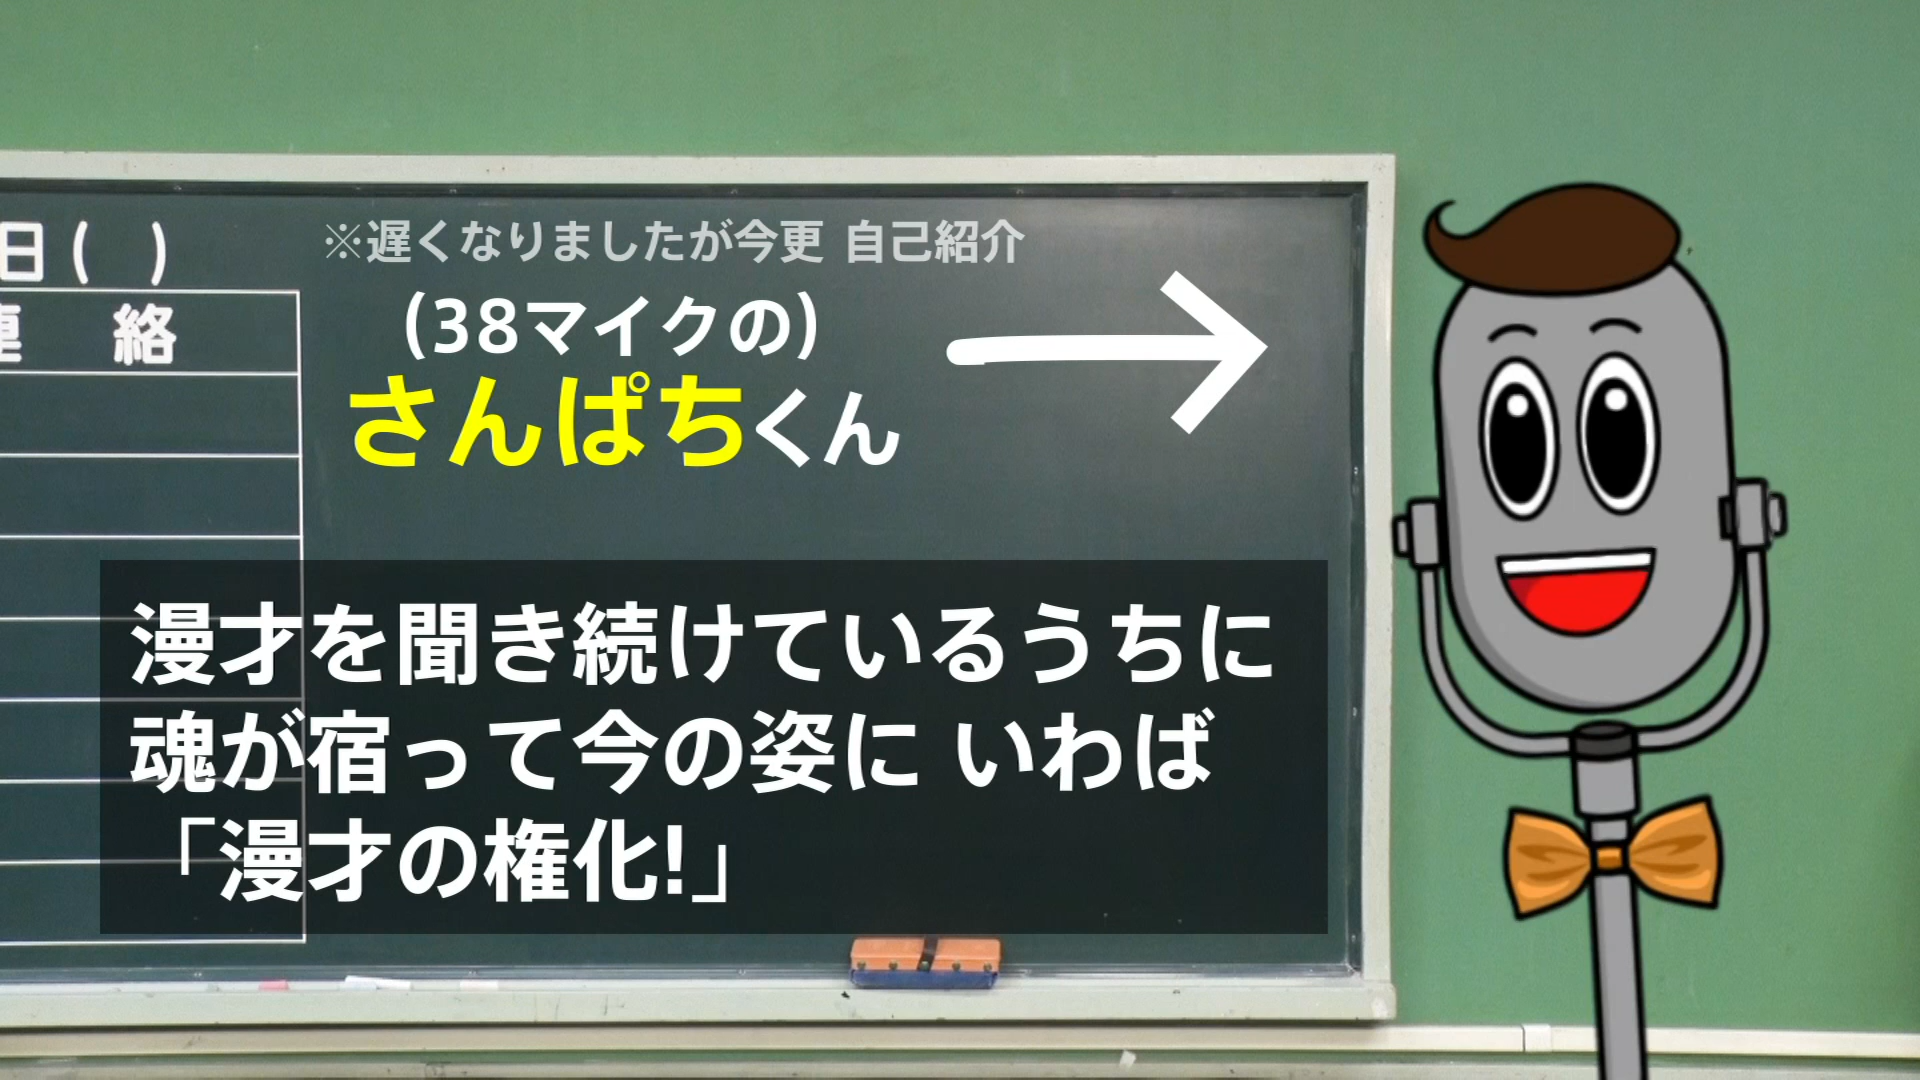 日( )
連 絡
※遅くなりましたが今更 自己紹介
(38マイクの)
さんぱちくん
漫才を聞き続けているうちに
魂が宿って今の姿に いわば
「漫才の権化!」